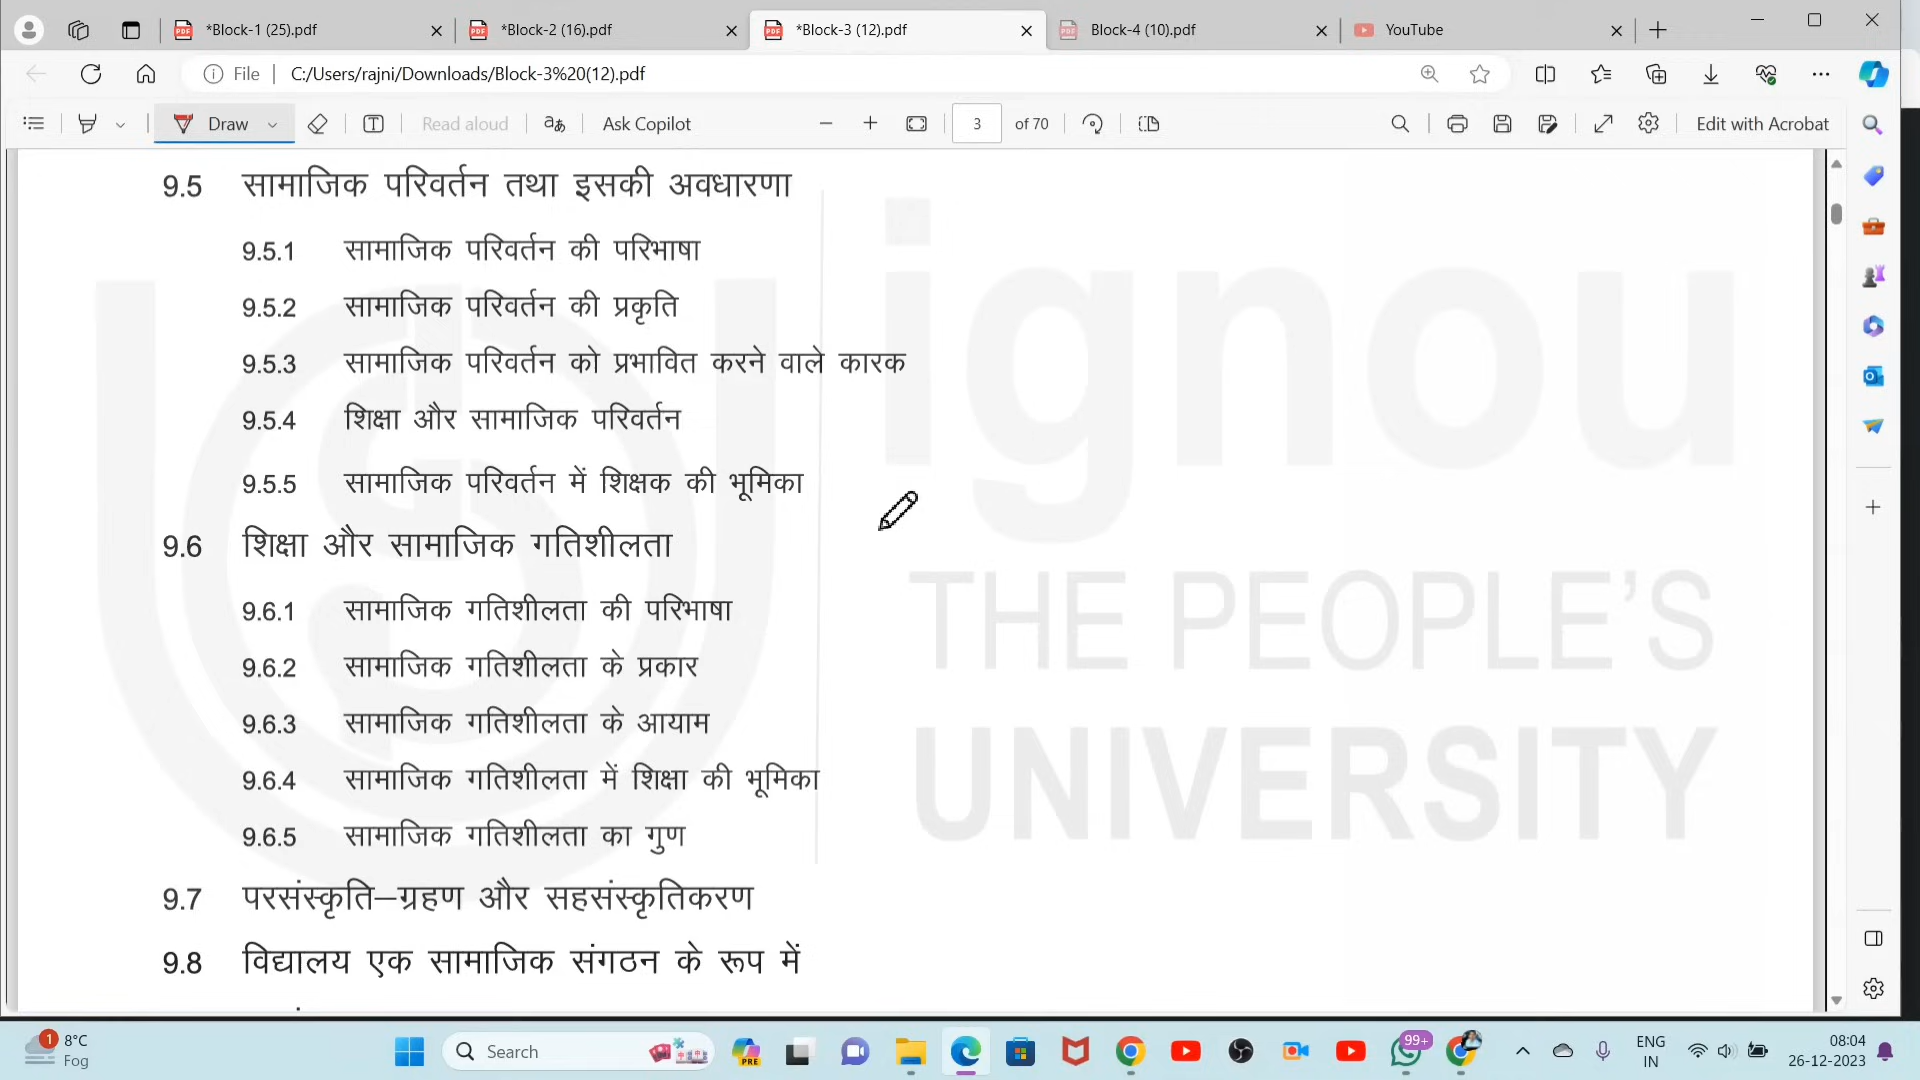 *Block-1 (25).pdf
*Block-2 (16).pdf
*Block-3 (12).pdf
Block-4 (10).pdf
YouTube
File
C:/Users/rajni/Downloads/Block-3%20(12).pdf
Draw
Read aloud
Ask Copilot
3
of 70
Edit with Acrobat
9.5 सामाजिक परिवर्तन तथा इसकी अवधारणा
9.5.1 सामाजिक परिवर्तन की परिभाषा
9.5.2 सामाजिक परिवर्तन की प्रकृति
9.5.3 सामाजिक परिवर्तन को प्रभावित करने वाले कारक
9.5.4 शिक्षा और सामाजिक परिवर्तन
9.5.5 सामाजिक परिवर्तन में शिक्षक की भूमिका
9.6 शिक्षा और सामाजिक गतिशीलता
9.6.1 सामाजिक गतिशीलता की परिभाषा
9.6.2 सामाजिक गतिशीलता के प्रकार
9.6.3 सामाजिक गतिशीलता के आयाम
9.6.4 सामाजिक गतिशीलता में शिक्षा की भूमिका
9.6.5 सामाजिक गतिशीलता का गुण
9.7 परसंस्कृति–ग्रहण और सहसंस्कृतिकरण
9.8 विद्यालय एक सामाजिक संगठन के रूप में
ignou
THE PEOPLE'S
UNIVERSITY
1
8°C
Fog
Search
PRE
99+
ENG
IN
08:04
26-12-2023